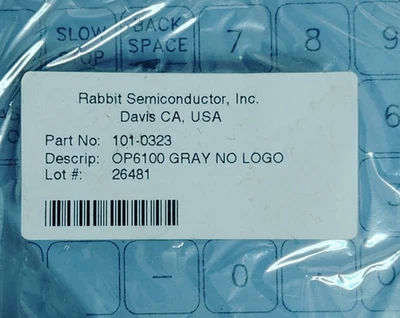 SLOW BACK 7 8 9
STOP SPACE
Rabbit Semiconductor, Inc.
Davis CA, USA
Part No: 101-0323
Descrip: OP6100 GRAY NO LOGO
Lot #: 26481
- 0